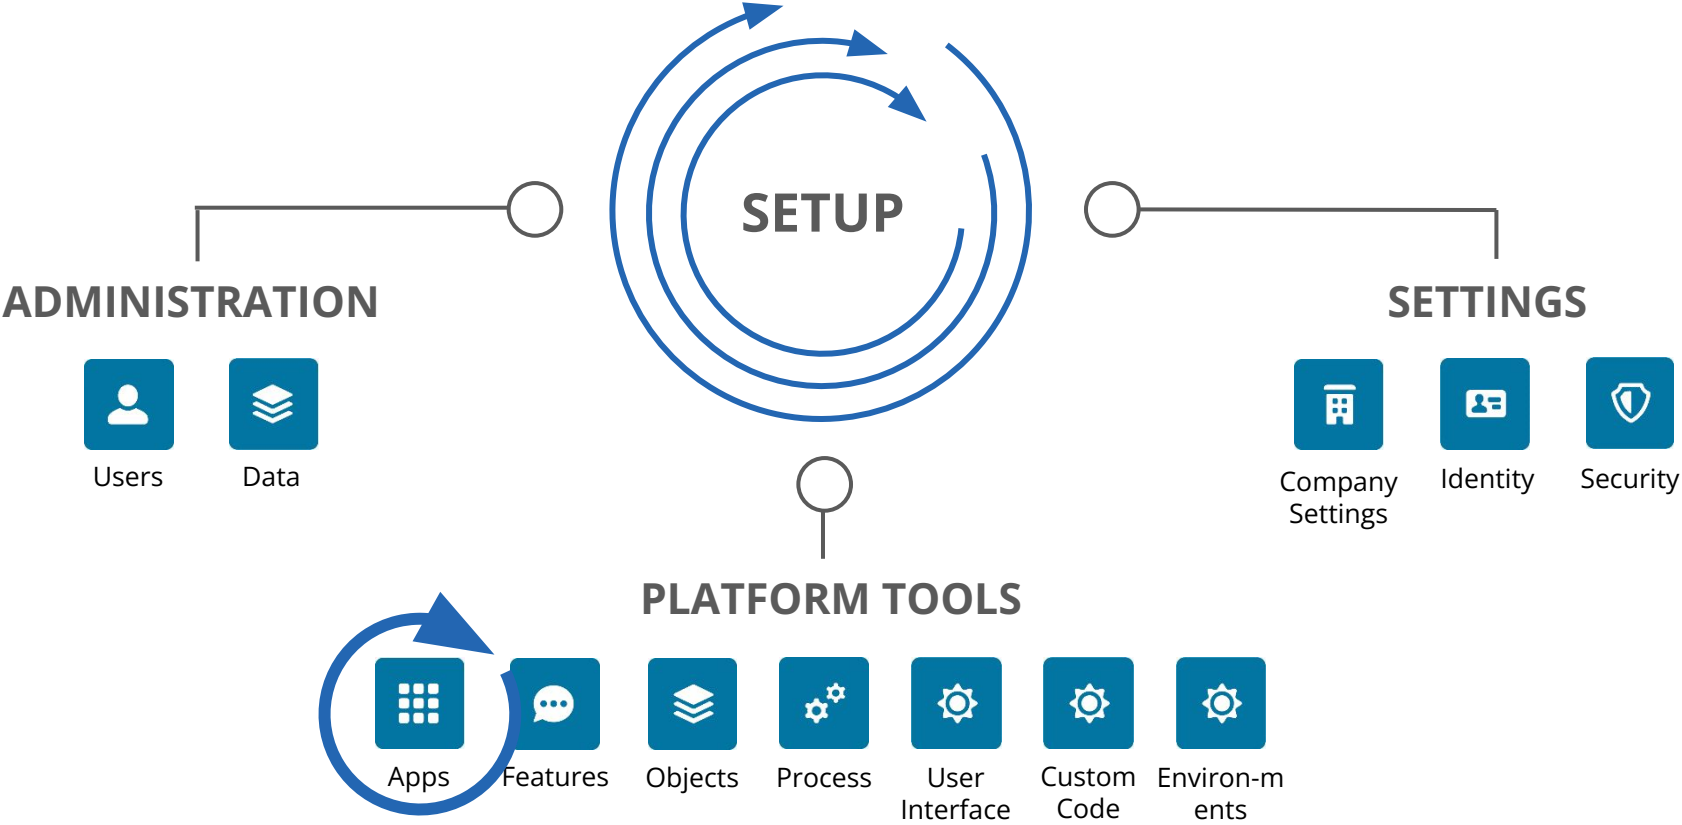 SETUP
ADMINISTRATION
Users
Data
SETTINGS
Company
Settings
Identity
Security
PLATFORM TOOLS
Apps
Features
Objects
Process
User
Interface
Custom
Code
Environ-m
ents